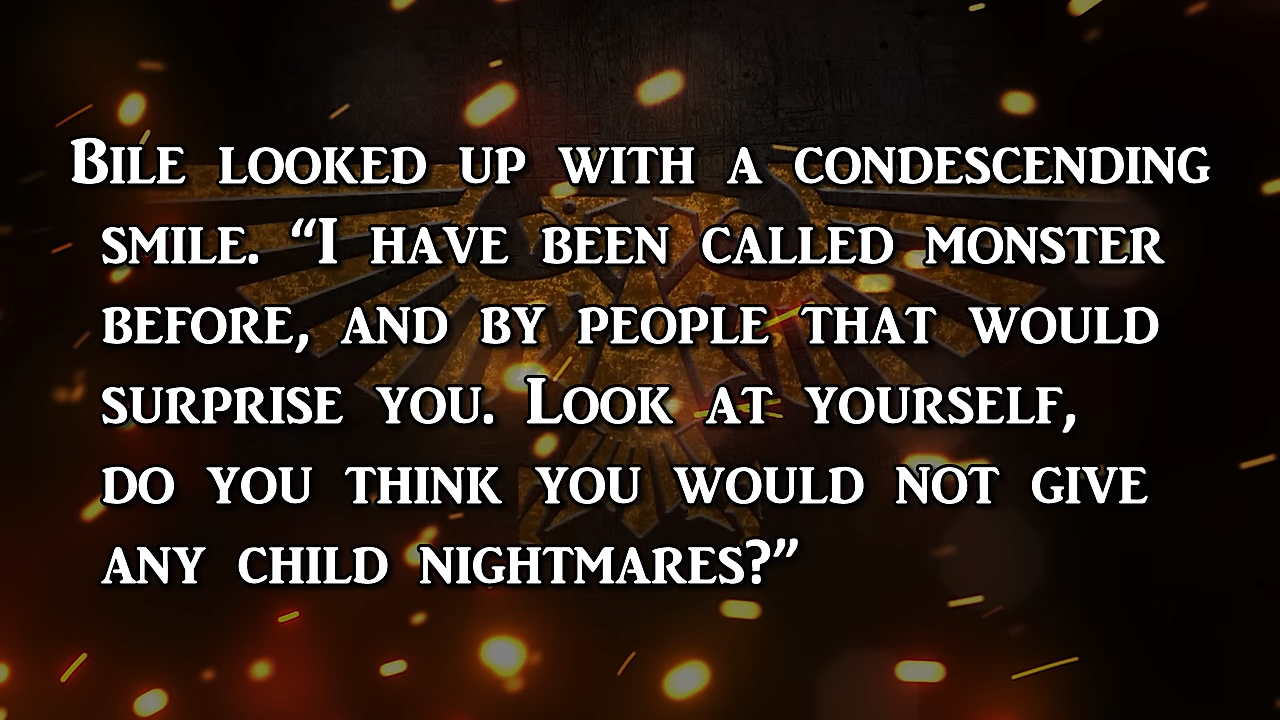 Bile looked up with a condescending
smile. “I have been called monster
before, and by people that would
surprise you. Look at yourself,
do you think you would not give
any child nightmares?”